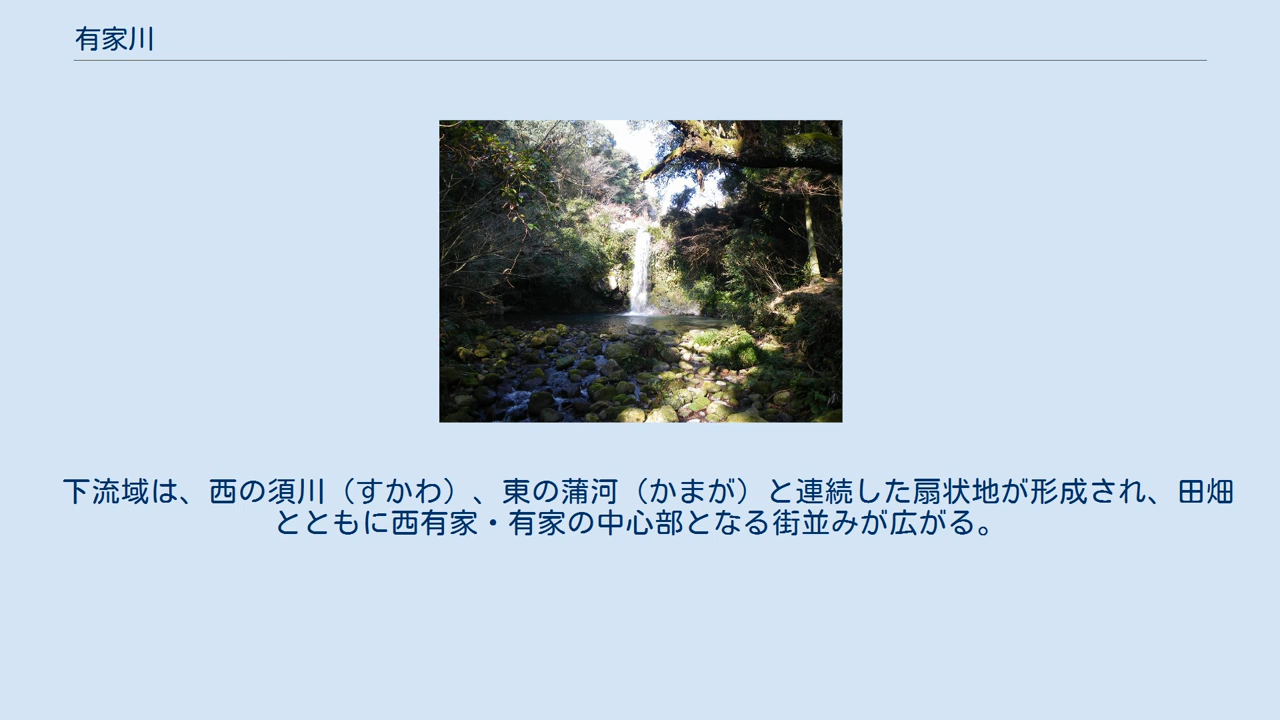 有家川
下流域は、西の須川（すかわ）、東の蒲河（かまが）と連続した扇状地が形成され、田畑
とともに西有家・有家の中心部となる街並みが広がる。